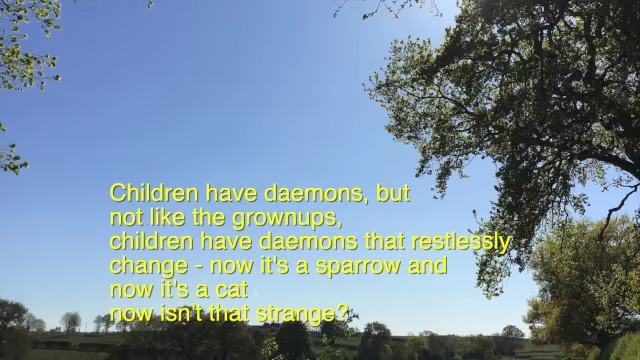 Children have daemons, but
not like the grownups,
children have daemons that restlessly
change - now it's a sparrow and
now it's a cat
now isn't that strange?